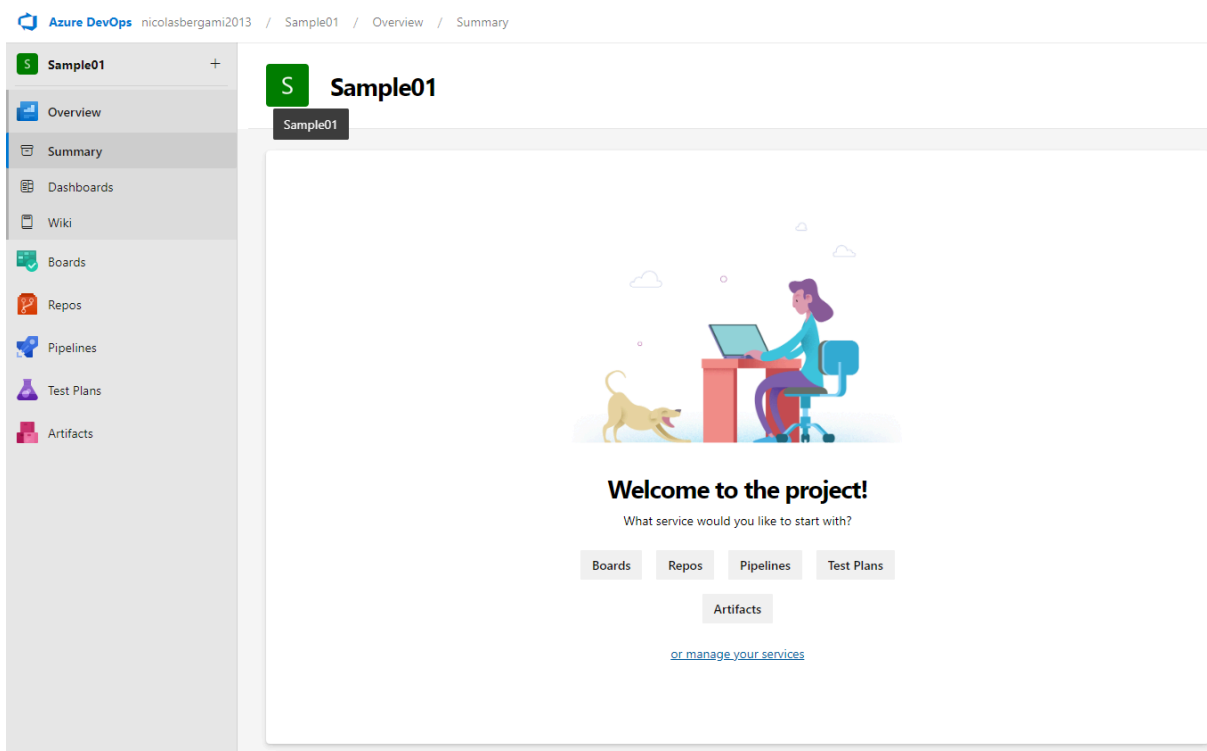 Azure DevOps nicolasbergami2013 / Sample01 / Overview / Summary
S Sample01 +
Overview
Summary
Dashboards
Wiki
Boards
Repos
Pipelines
Test Plans
Artifacts
S Sample01
Sample01
Welcome to the project!
What service would you like to start with?
Boards Repos Pipelines Test Plans
Artifacts
or manage your services